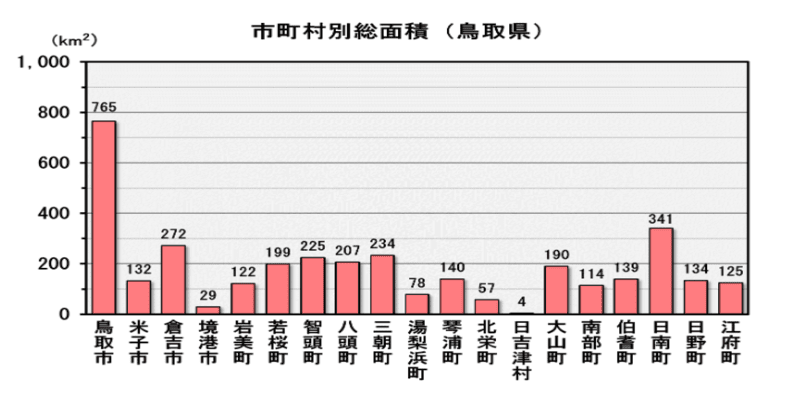 市町村別総面積（鳥取県）
（km²）
1,000
800
600
400
200
0
765
132
272
29
122
199
225
207
234
78
140
57
4
190
114
139
341
134
125
鳥取市
米子市
倉吉市
境港市
岩美町
若桜町
智頭町
八頭町
三朝町
湯梨浜町
琴浦町
北栄町
日吉津村
大山町
南部町
伯耆町
日南町
日野町
江府町